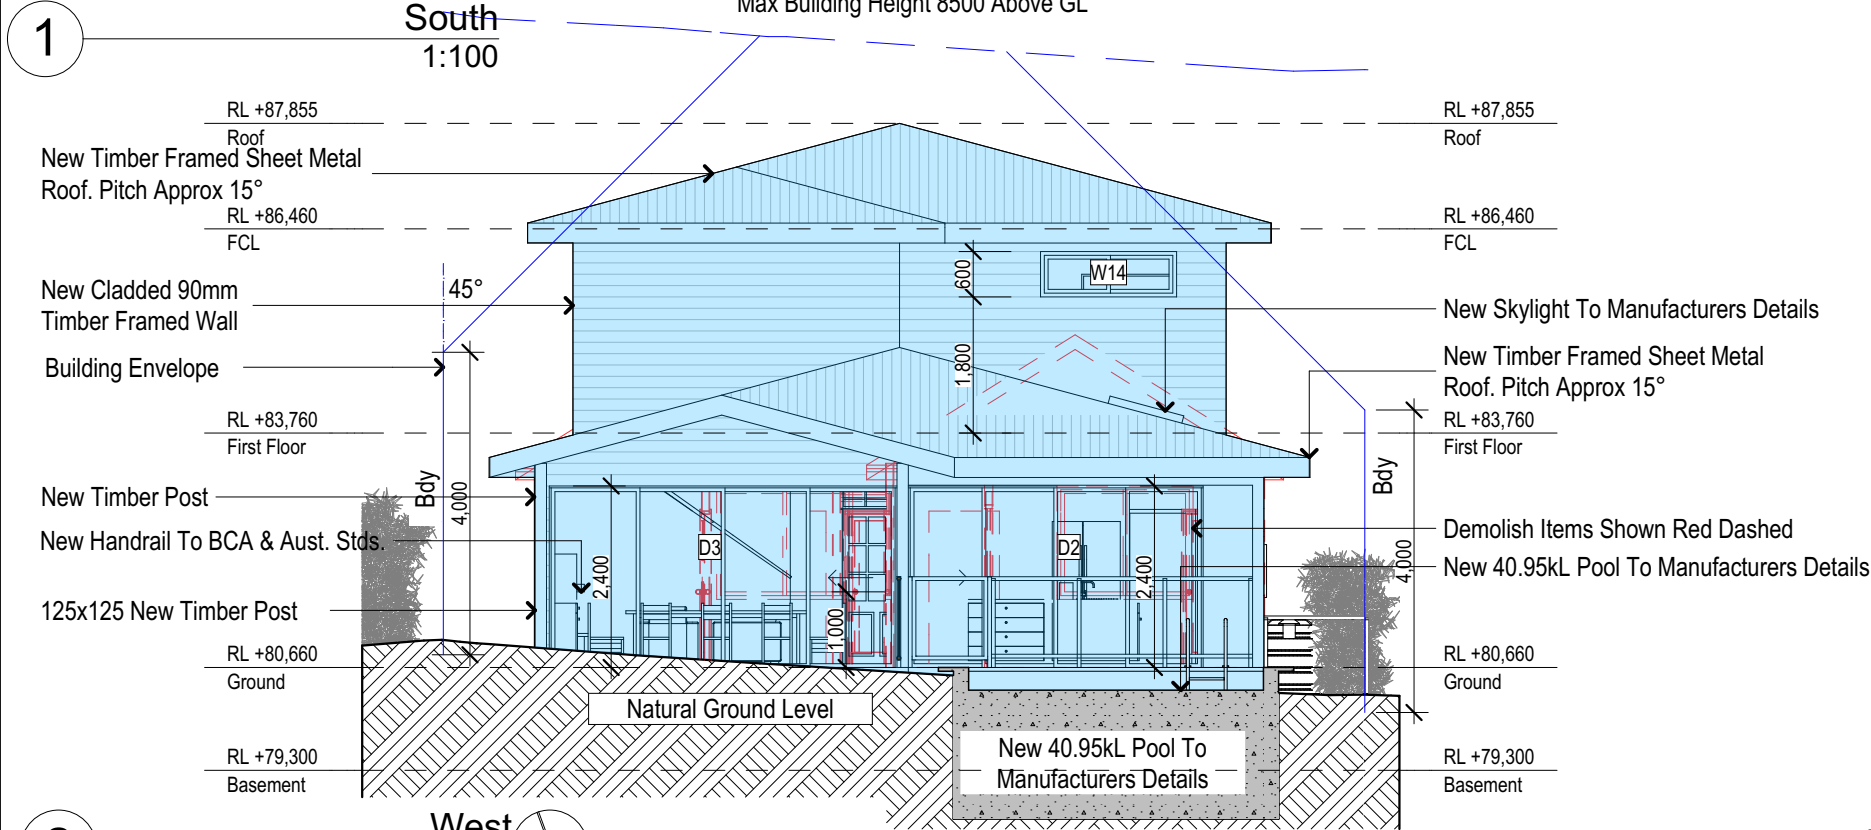 Max Building Height 8500 Above GL
1
South
1:100
RL +87,855
Roof
RL +87,855
Roof
New Timber Framed Sheet Metal
Roof. Pitch Approx 15°
RL +86,460
FCL
RL +86,460
FCL
600
W14
New Cladded 90mm
Timber Framed Wall
45°
New Skylight To Manufacturers Details
Building Envelope
1,800
New Timber Framed Sheet Metal
Roof. Pitch Approx 15°
RL +83,760
First Floor
RL +83,760
First Floor
Bdy
4,000
Bdy
4,000
New Timber Post
New Handrail To BCA & Aust. Stds.
D3
D2
2,400
2,400
1,000
Demolish Items Shown Red Dashed
New 40.95kL Pool To Manufacturers Details
125x125 New Timber Post
RL +80,660
Ground
RL +80,660
Ground
Natural Ground Level
New 40.95kL Pool To
Manufacturers Details
RL +79,300
Basement
RL +79,300
Basement
West